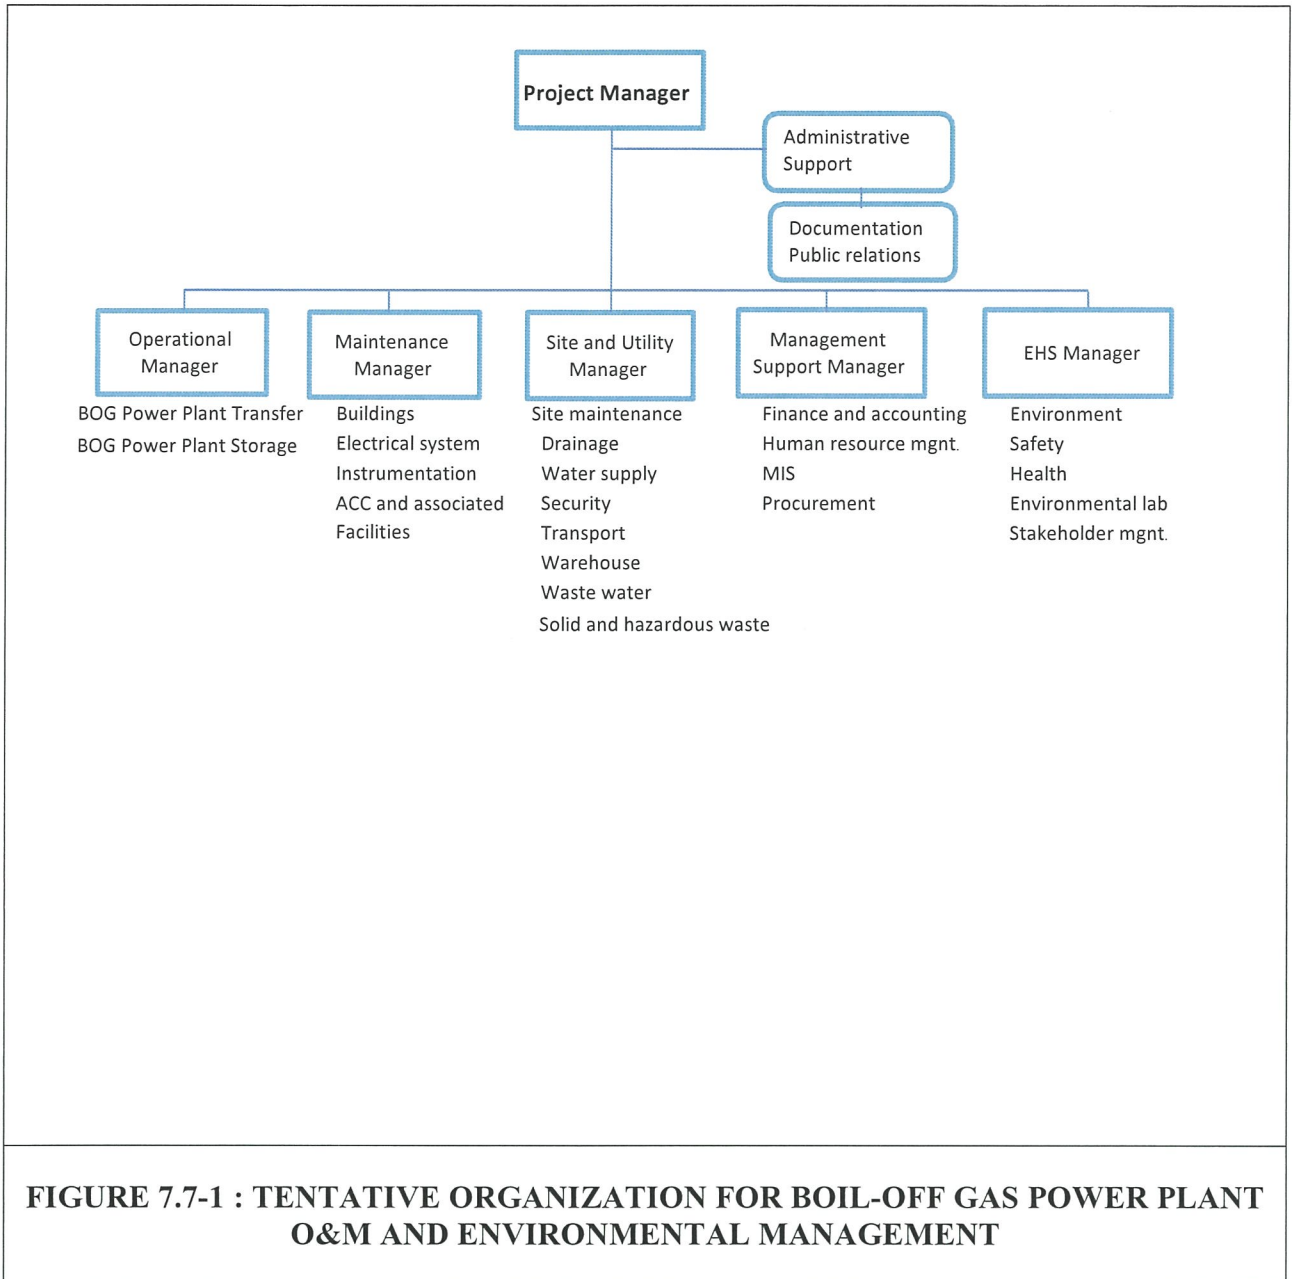 Project Manager
Administrative
Support
Documentation
Public relations
Operational
Manager
BOG Power Plant Transfer
BOG Power Plant Storage
Maintenance
Manager
Buildings
Electrical system
Instrumentation
ACC and associated
Facilities
Site and Utility
Manager
Site maintenance
Drainage
Water supply
Security
Transport
Warehouse
Waste water
Solid and hazardous waste
Management
Support Manager
Finance and accounting
Human resource mgnt.
MIS
Procurement
EHS Manager
Environment
Safety
Health
Environmental lab
Stakeholder mgnt.
FIGURE 7.7-1 : TENTATIVE ORGANIZATION FOR BOIL-OFF GAS POWER PLANT
O&M AND ENVIRONMENTAL MANAGEMENT